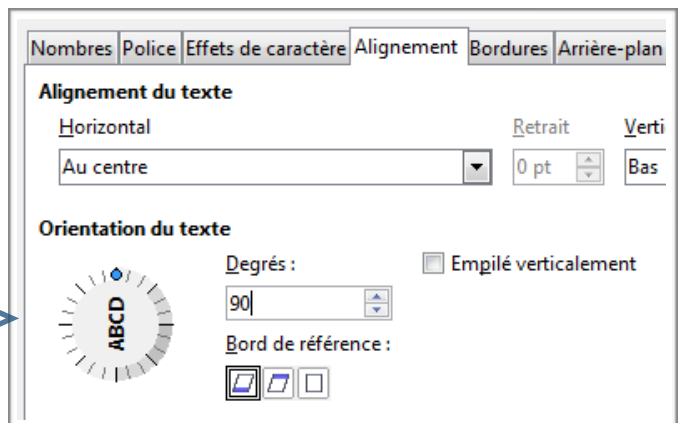 Nombres Police Effets de caractère Alignement Bordures Arrière-plan
Alignement du texte
Horizontal Retrait Verti
Au centre 0 pt Bas
Orientation du texte
Degrés : Empilé verticalement
ABCD 90
Bord de référence :